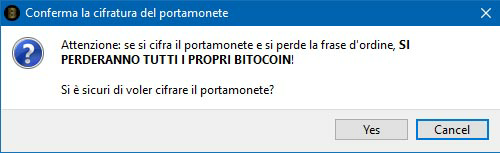 Conferma la cifratura del portamonete
Attenzione: se si cifra il portamonete e si perde la frase d'ordine, SI
PERDERANNO TUTTI I PROPRI BITOCOIN!
Si è sicuri di voler cifrare il portamonete?
Yes
Cancel